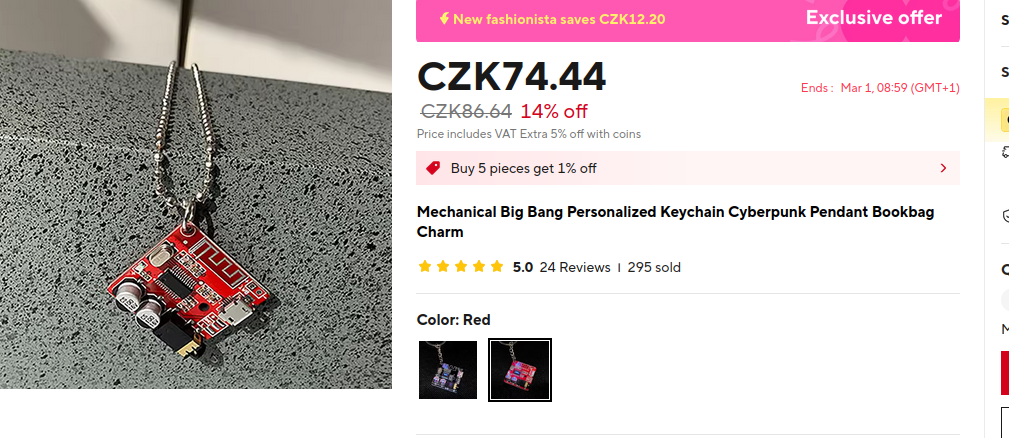 New fashionista saves CZK12.20
Exclusive offer
CZK74.44
Ends : Mar 1, 08:59 (GMT+1)
CZK86.64 14% off
Price includes VAT Extra 5% off with coins
Buy 5 pieces get 1% off
Mechanical Big Bang Personalized Keychain Cyberpunk Pendant Bookbag
Charm
5.0 24 Reviews | 295 sold
Color: Red